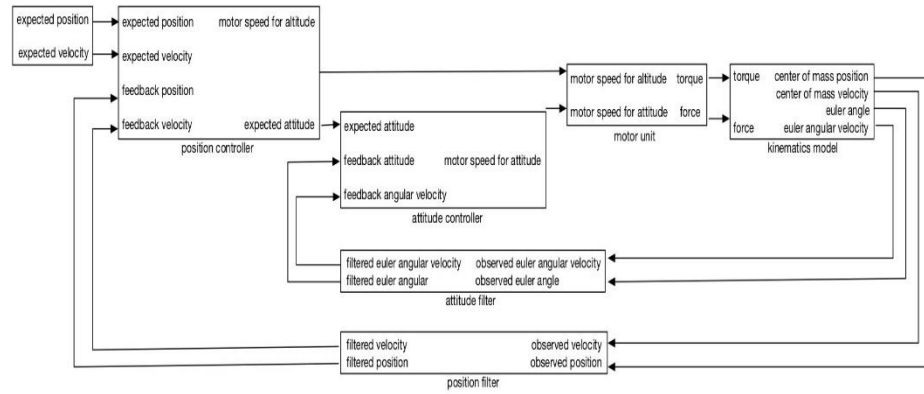 expected position
expected velocity
expected position motor speed for altitude
expected velocity
feedback position
feedback velocity expected attitude
position controller
expected attitude
feedback attitude motor speed for attitude
feedback angular velocity
attitude controller
motor speed for altitude torque
motor speed for attitude force
motor unit
torque center of mass position
center of mass velocity
euler angle
force euler angular velocity
kinematics model
filtered euler angular velocity observed euler angular velocity
filtered euler angular observed euler angle
attitude filter
filtered velocity observed velocity
filtered position observed position
position filter